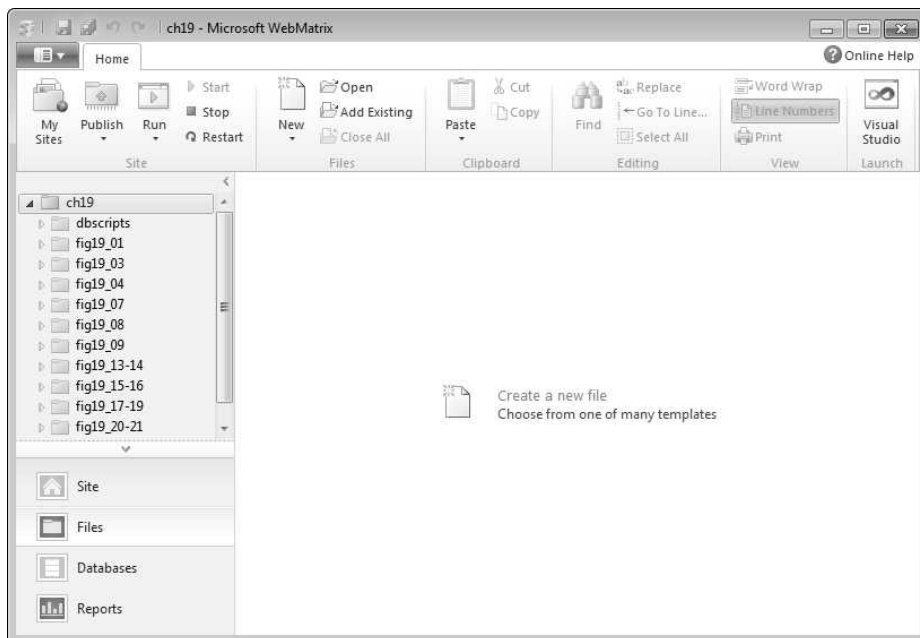 ch19 - Microsoft WebMatrix
Home
Online Help
My Sites
Publish
Run
Start
Stop
Restart
Site
New
Open
Add Existing
Close All
Files
Paste
Cut
Copy
Clipboard
Find
Replace
Go To Line...
Select All
Editing
Word Wrap
Line Numbers
Print
View
Visual Studio
Launch
ch19
dbscripts
fig19_01
fig19_03
fig19_04
fig19_07
fig19_08
fig19_09
fig19_13-14
fig19_15-16
fig19_17-19
fig19_20-21
Create a new file
Choose from one of many templates
Site
Files
Databases
Reports